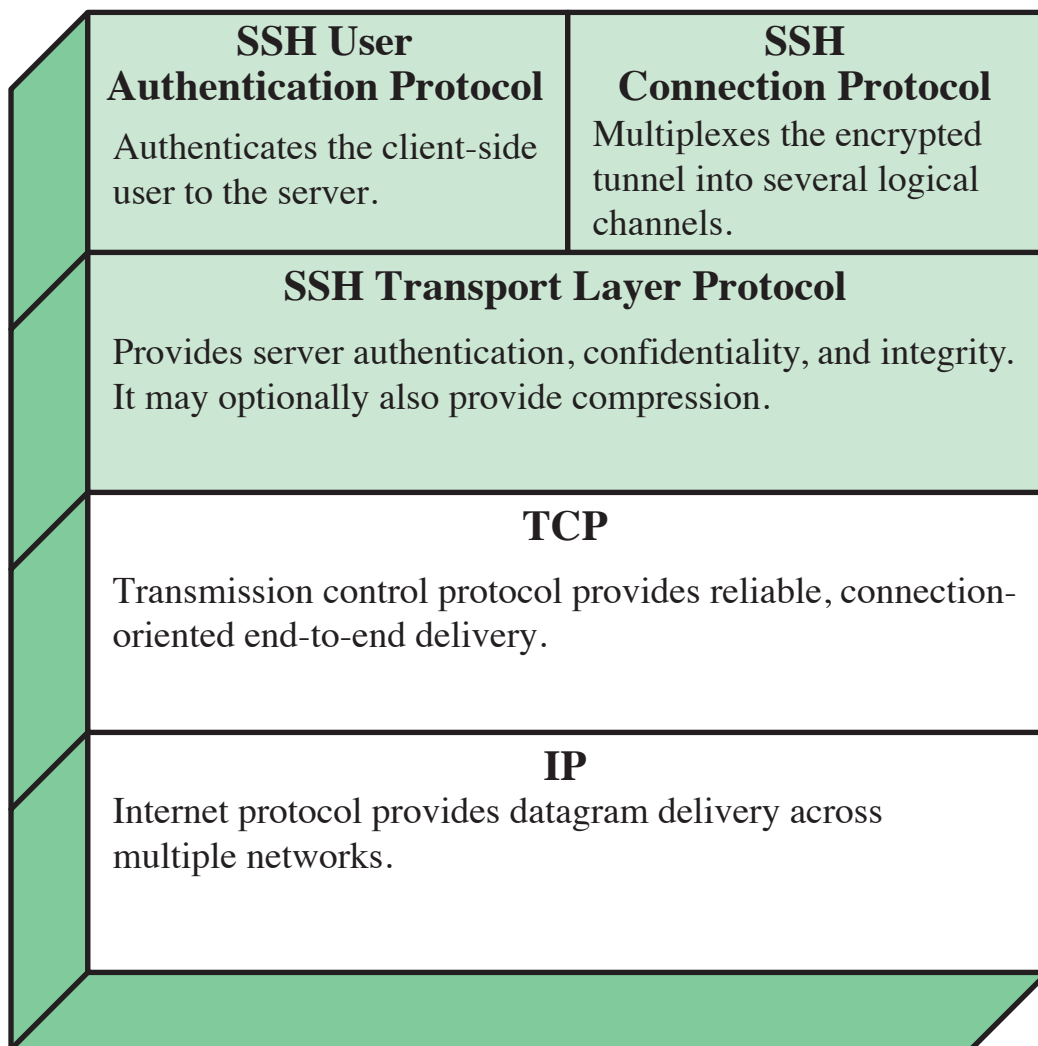 SSH User
Authentication Protocol
Authenticates the client-side
user to the server.
SSH
Connection Protocol
Multiplexes the encrypted
tunnel into several logical
channels.
SSH Transport Layer Protocol
Provides server authentication, confidentiality, and integrity.
It may optionally also provide compression.
TCP
Transmission control protocol provides reliable, connection-
oriented end-to-end delivery.
IP
Internet protocol provides datagram delivery across
multiple networks.